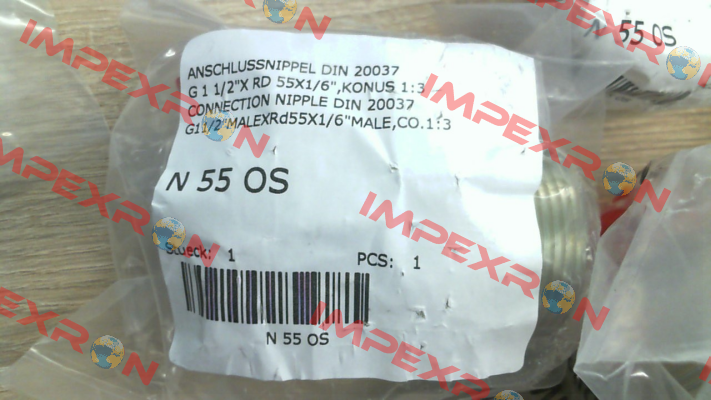 ANSCHLUSSNIPPEL DIN 20037
G 1 1/2"X RD 55X1/6",KONUS 1:3
CONNECTION NIPPLE DIN 20037
G11/2"MALEXRd55X1/6"MALE,CO.1:3
N 55 OS
Stueck: 1 PCS: 1
N 55 OS
N 55 OS
IMPEXRON
IMPEXRON
IMPEXRON
IMPEXRON
IMPEXRON